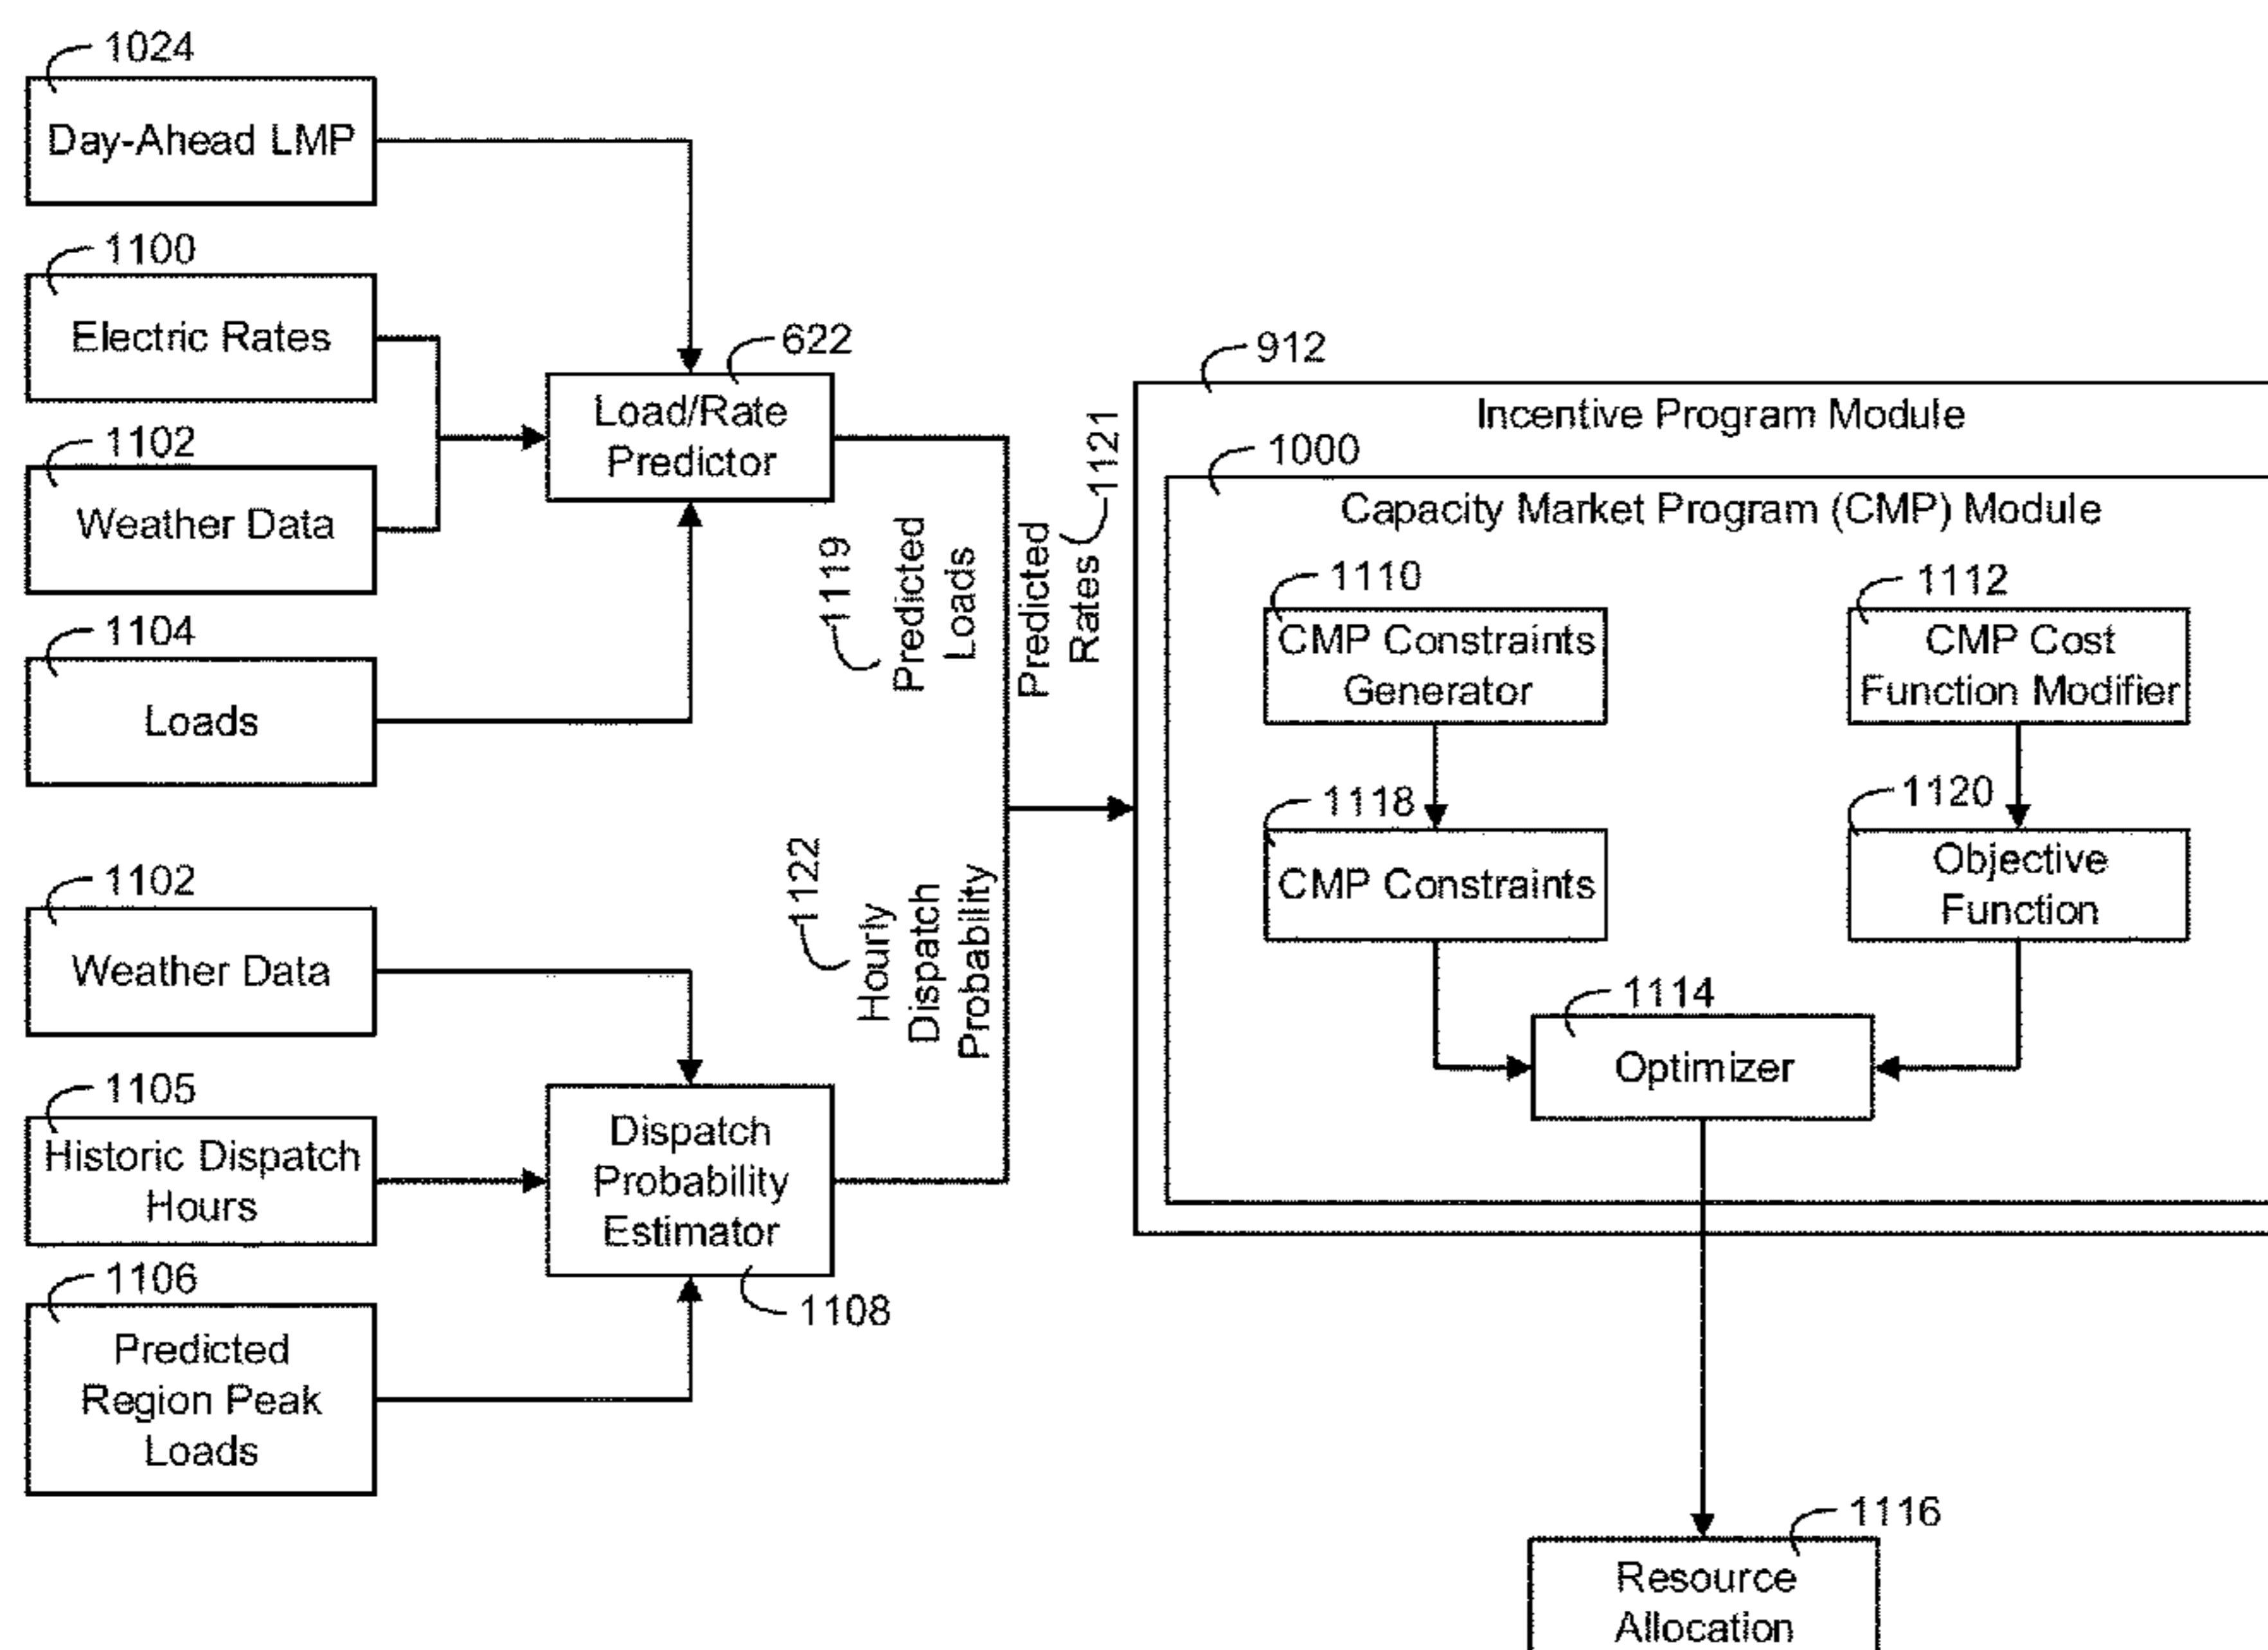 1024
Day-Ahead LMP
1100
Electric Rates
1102
Weather Data
1104
Loads
622
Load/Rate
Predictor
1119
Predicted
Loads
Predicted
Rates
1121
1102
Weather Data
1105
Historic Dispatch
Hours
1106
Predicted
Region Peak
Loads
Dispatch
Probability
Estimator
1108
1122
Hourly
Dispatch
Probability
912
Incentive Program Module
1000
Capacity Market Program (CMP) Module
1110
CMP Constraints
Generator
1112
CMP Cost
Function Modifier
1118
CMP Constraints
1120
Objective
Function
1114
Optimizer
1116
Resource
Allocation